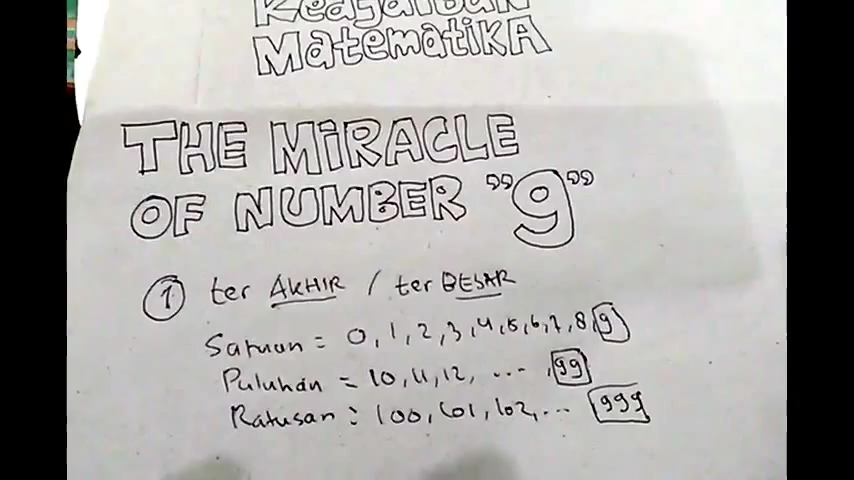 Keajaiban
MatematiKA
THE MiRACLE
OF NUMBER "9"
1 ter AKHIR / ter BESAR
Satuan = 0, 1, 2, 3, 4, 5, 6, 7, 8, 9
Puluhan = 10, 11, 12, ... , 99
Ratusan = 100, 101, 102, ... 999